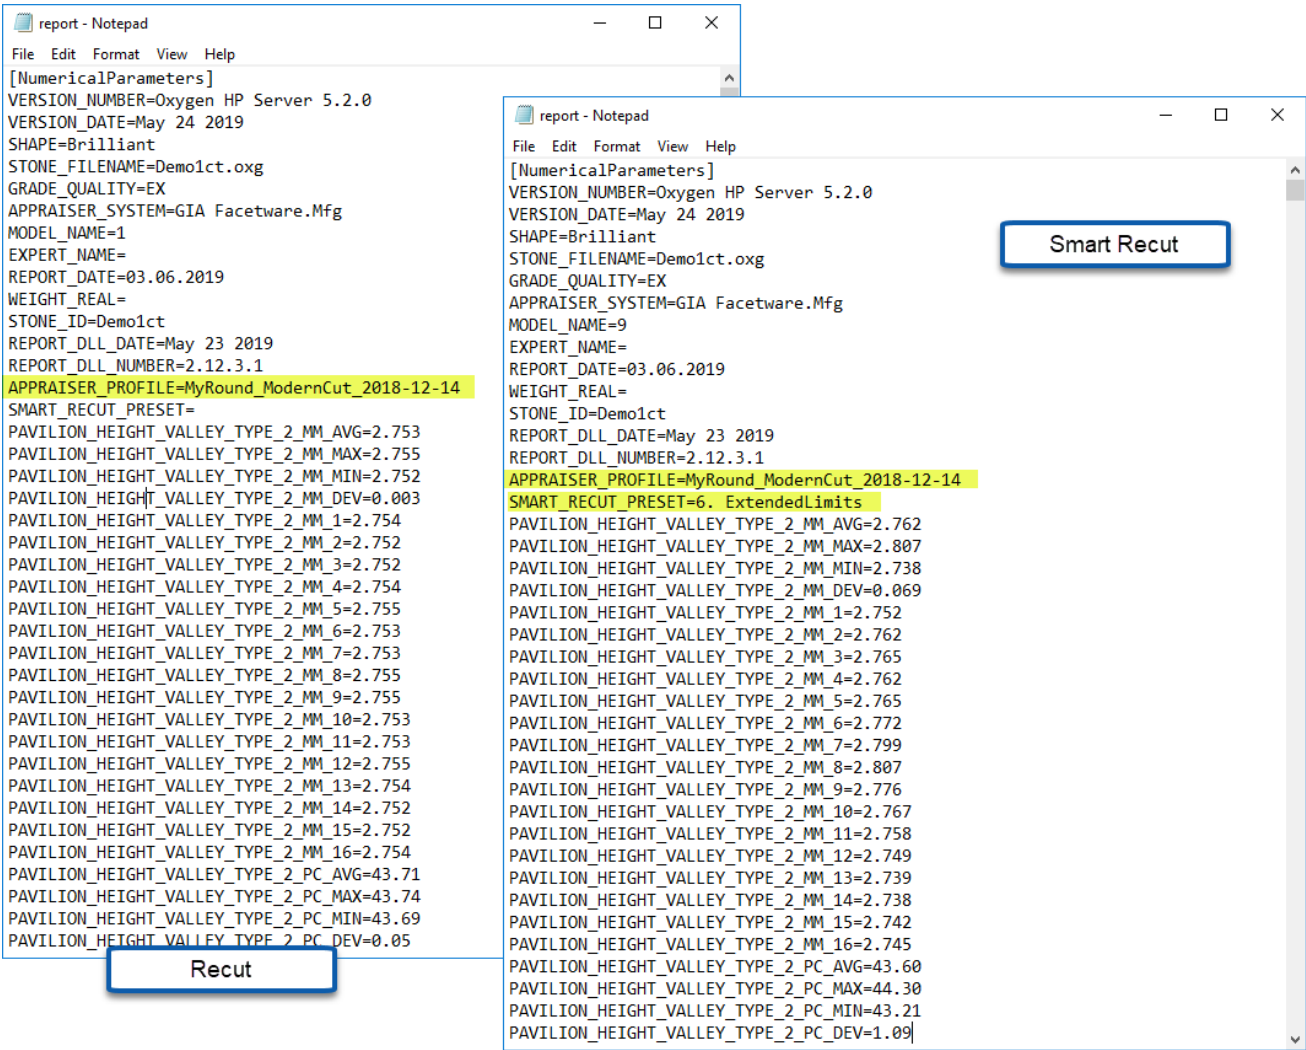 report - Notepad
File Edit Format View Help
[NumericalParameters]
VERSION_NUMBER=Oxygen HP Server 5.2.0
VERSION_DATE=May 24 2019
SHAPE=Brilliant
STONE_FILENAME=Demo1ct.oxg
GRADE_QUALITY=EX
APPRAISER_SYSTEM=GIA Facetware.Mfg
MODEL_NAME=1
EXPERT_NAME=
REPORT_DATE=03.06.2019
WEIGHT_REAL=
STONE_ID=Demo1ct
REPORT_DLL_DATE=May 23 2019
REPORT_DLL_NUMBER=2.12.3.1
APPRAISER_PROFILE=MyRound_ModernCut_2018-12-14
SMART_RECUT_PRESET=
PAVILION_HEIGHT_VALLEY_TYPE_2_MM_AVG=2.753
PAVILION_HEIGHT_VALLEY_TYPE_2_MM_MAX=2.755
PAVILION_HEIGHT_VALLEY_TYPE_2_MM_MIN=2.752
PAVILION_HEIGHT_VALLEY_TYPE_2_MM_DEV=0.003
PAVILION_HEIGHT_VALLEY_TYPE_2_MM_1=2.754
PAVILION_HEIGHT_VALLEY_TYPE_2_MM_2=2.752
PAVILION_HEIGHT_VALLEY_TYPE_2_MM_3=2.752
PAVILION_HEIGHT_VALLEY_TYPE_2_MM_4=2.754
PAVILION_HEIGHT_VALLEY_TYPE_2_MM_5=2.755
PAVILION_HEIGHT_VALLEY_TYPE_2_MM_6=2.753
PAVILION_HEIGHT_VALLEY_TYPE_2_MM_7=2.753
PAVILION_HEIGHT_VALLEY_TYPE_2_MM_8=2.755
PAVILION_HEIGHT_VALLEY_TYPE_2_MM_9=2.755
PAVILION_HEIGHT_VALLEY_TYPE_2_MM_10=2.753
PAVILION_HEIGHT_VALLEY_TYPE_2_MM_11=2.753
PAVILION_HEIGHT_VALLEY_TYPE_2_MM_12=2.755
PAVILION_HEIGHT_VALLEY_TYPE_2_MM_13=2.754
PAVILION_HEIGHT_VALLEY_TYPE_2_MM_14=2.752
PAVILION_HEIGHT_VALLEY_TYPE_2_MM_15=2.752
PAVILION_HEIGHT_VALLEY_TYPE_2_MM_16=2.754
PAVILION_HEIGHT_VALLEY_TYPE_2_PC_AVG=43.71
PAVILION_HEIGHT_VALLEY_TYPE_2_PC_MAX=43.74
PAVILION_HEIGHT_VALLEY_TYPE_2_PC_MIN=43.69
PAVILION_HEIGHT_VALLEY_TYPE_2_PC_DEV=0.05
Recut
report - Notepad
File Edit Format View Help
[NumericalParameters]
VERSION_NUMBER=Oxygen HP Server 5.2.0
VERSION_DATE=May 24 2019
SHAPE=Brilliant
Smart Recut
STONE_FILENAME=Demo1ct.oxg
GRADE_QUALITY=EX
APPRAISER_SYSTEM=GIA Facetware.Mfg
MODEL_NAME=9
EXPERT_NAME=
REPORT_DATE=03.06.2019
WEIGHT_REAL=
STONE_ID=Demo1ct
REPORT_DLL_DATE=May 23 2019
REPORT_DLL_NUMBER=2.12.3.1
APPRAISER_PROFILE=MyRound_ModernCut_2018-12-14
SMART_RECUT_PRESET=6. ExtendedLimits
PAVILION_HEIGHT_VALLEY_TYPE_2_MM_AVG=2.762
PAVILION_HEIGHT_VALLEY_TYPE_2_MM_MAX=2.807
PAVILION_HEIGHT_VALLEY_TYPE_2_MM_MIN=2.738
PAVILION_HEIGHT_VALLEY_TYPE_2_MM_DEV=0.069
PAVILION_HEIGHT_VALLEY_TYPE_2_MM_1=2.752
PAVILION_HEIGHT_VALLEY_TYPE_2_MM_2=2.762
PAVILION_HEIGHT_VALLEY_TYPE_2_MM_3=2.765
PAVILION_HEIGHT_VALLEY_TYPE_2_MM_4=2.762
PAVILION_HEIGHT_VALLEY_TYPE_2_MM_5=2.765
PAVILION_HEIGHT_VALLEY_TYPE_2_MM_6=2.772
PAVILION_HEIGHT_VALLEY_TYPE_2_MM_7=2.799
PAVILION_HEIGHT_VALLEY_TYPE_2_MM_8=2.807
PAVILION_HEIGHT_VALLEY_TYPE_2_MM_9=2.776
PAVILION_HEIGHT_VALLEY_TYPE_2_MM_10=2.767
PAVILION_HEIGHT_VALLEY_TYPE_2_MM_11=2.758
PAVILION_HEIGHT_VALLEY_TYPE_2_MM_12=2.749
PAVILION_HEIGHT_VALLEY_TYPE_2_MM_13=2.739
PAVILION_HEIGHT_VALLEY_TYPE_2_MM_14=2.738
PAVILION_HEIGHT_VALLEY_TYPE_2_MM_15=2.742
PAVILION_HEIGHT_VALLEY_TYPE_2_MM_16=2.745
PAVILION_HEIGHT_VALLEY_TYPE_2_PC_AVG=43.60
PAVILION_HEIGHT_VALLEY_TYPE_2_PC_MAX=44.30
PAVILION_HEIGHT_VALLEY_TYPE_2_PC_MIN=43.21
PAVILION_HEIGHT_VALLEY_TYPE_2_PC_DEV=1.09